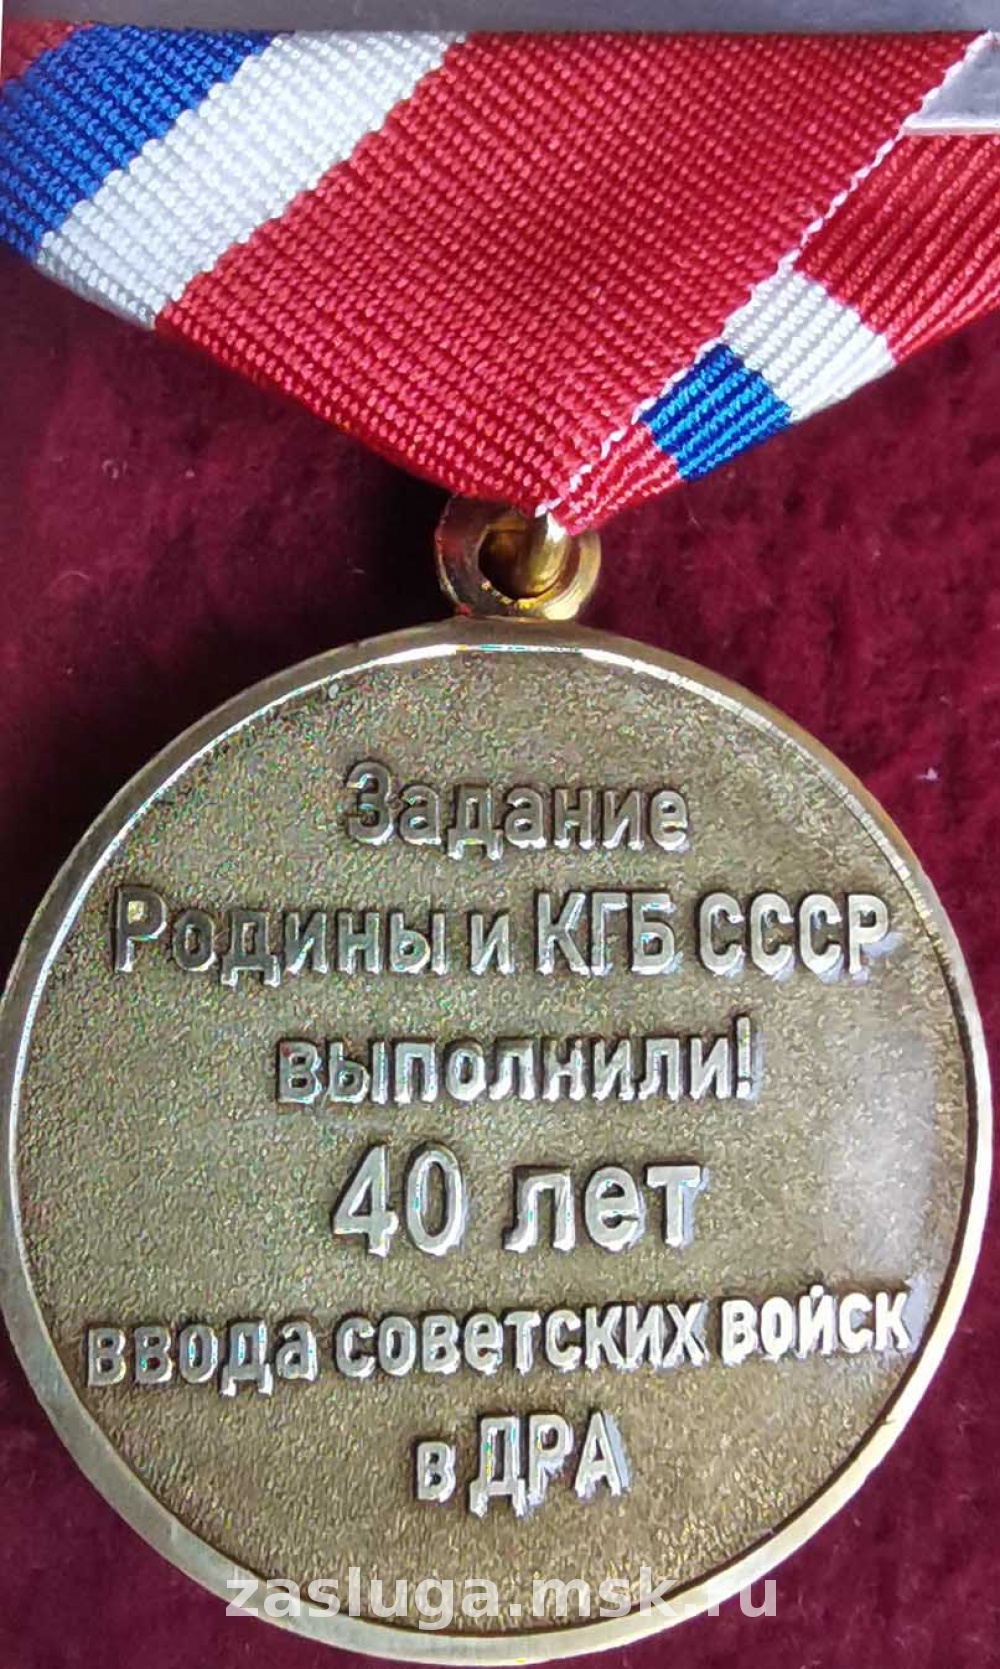 Задание
Родины и КГБ СССР
выполнили!
40 лет
ввода советских войск
в ДРА
zasluga.msk.ru